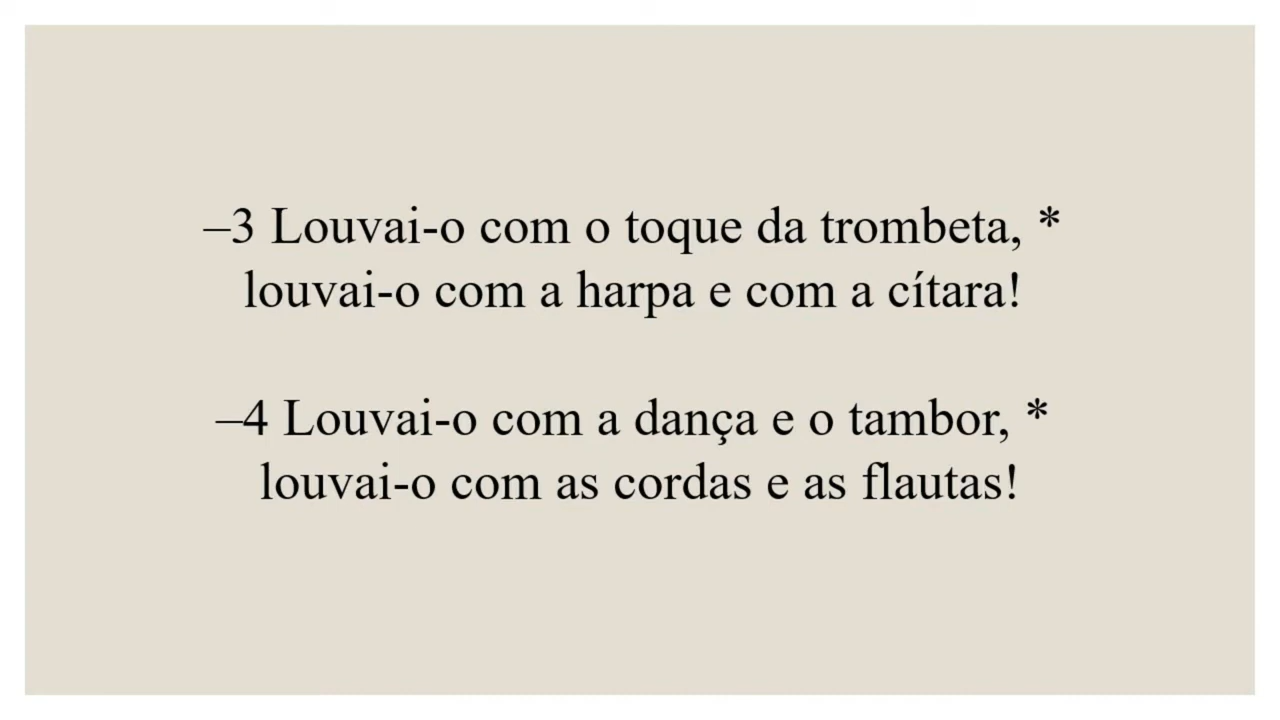 –3 Louvai-o com o toque da trombeta, *
louvai-o com a harpa e com a cítara!
–4 Louvai-o com a dança e o tambor, *
louvai-o com as cordas e as flautas!